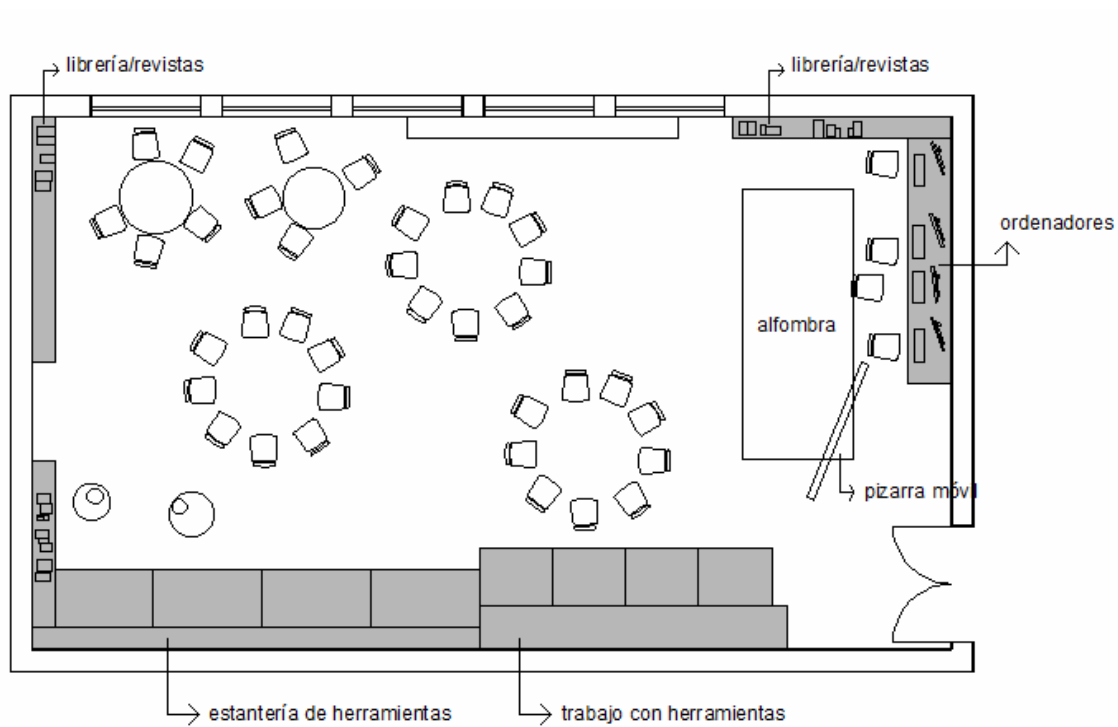 librería/revistas
librería/revistas
ordenadores
alfombra
pizarra móvil
estantería de herramientas
trabajo con herramientas